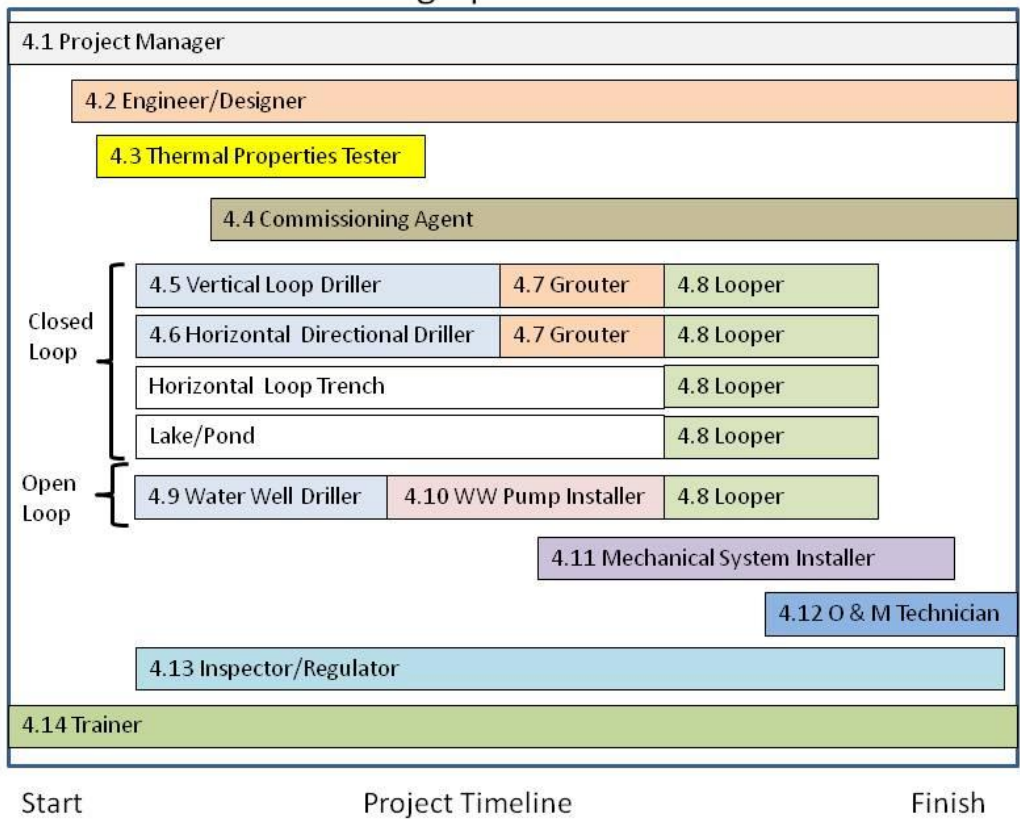 4.1 Project Manager
4.2 Engineer/Designer
4.3 Thermal Properties Tester
4.4 Commissioning Agent
Closed
Loop
4.5 Vertical Loop Driller 4.7 Grouter 4.8 Looper
4.6 Horizontal Directional Driller 4.7 Grouter 4.8 Looper
Horizontal Loop Trench 4.8 Looper
Lake/Pond 4.8 Looper
Open
Loop
4.9 Water Well Driller 4.10 WW Pump Installer 4.8 Looper
4.11 Mechanical System Installer
4.12 O & M Technician
4.13 Inspector/Regulator
4.14 Trainer
Start Project Timeline Finish